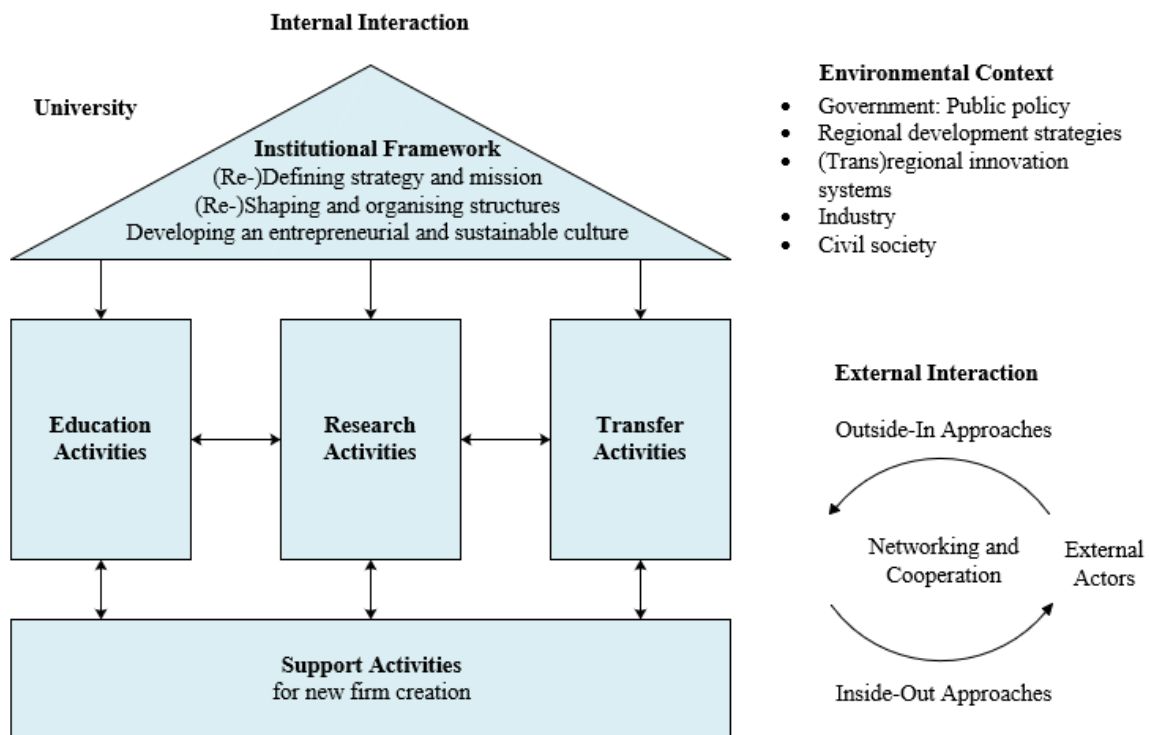 Internal Interaction
University
Institutional Framework
(Re-)Defining strategy and mission
(Re-)Shaping and organising structures
Developing an entrepreneurial and sustainable culture
Education
Activities
Research
Activities
Transfer
Activities
Support Activities
for new firm creation
Environmental Context
• Government: Public policy
• Regional development strategies
• (Trans)regional innovation
systems
• Industry
• Civil society
External Interaction
Outside-In Approaches
Networking and
Cooperation
External
Actors
Inside-Out Approaches